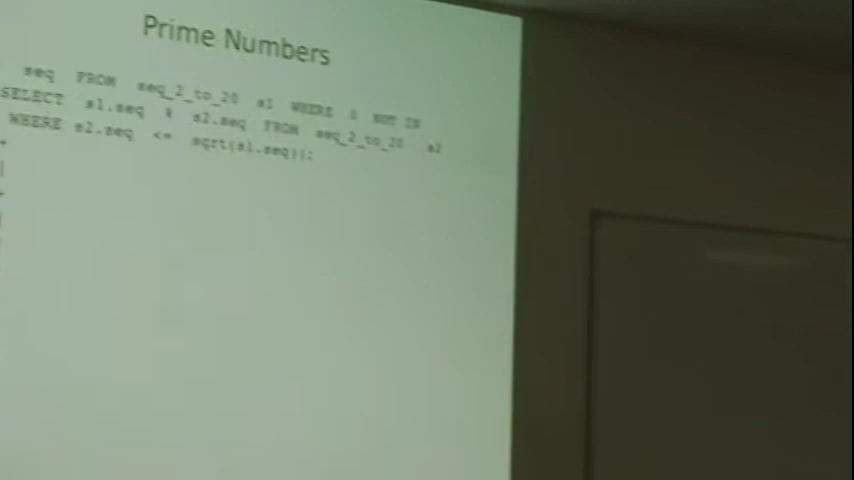 Prime Numbers
seq FROM seq_2_to_20 s1 WHERE 0 NOT IN
SELECT s1.seq % s2.seq FROM seq_2_to_20 s2
WHERE s2.seq <= sqrt(s1.seq));